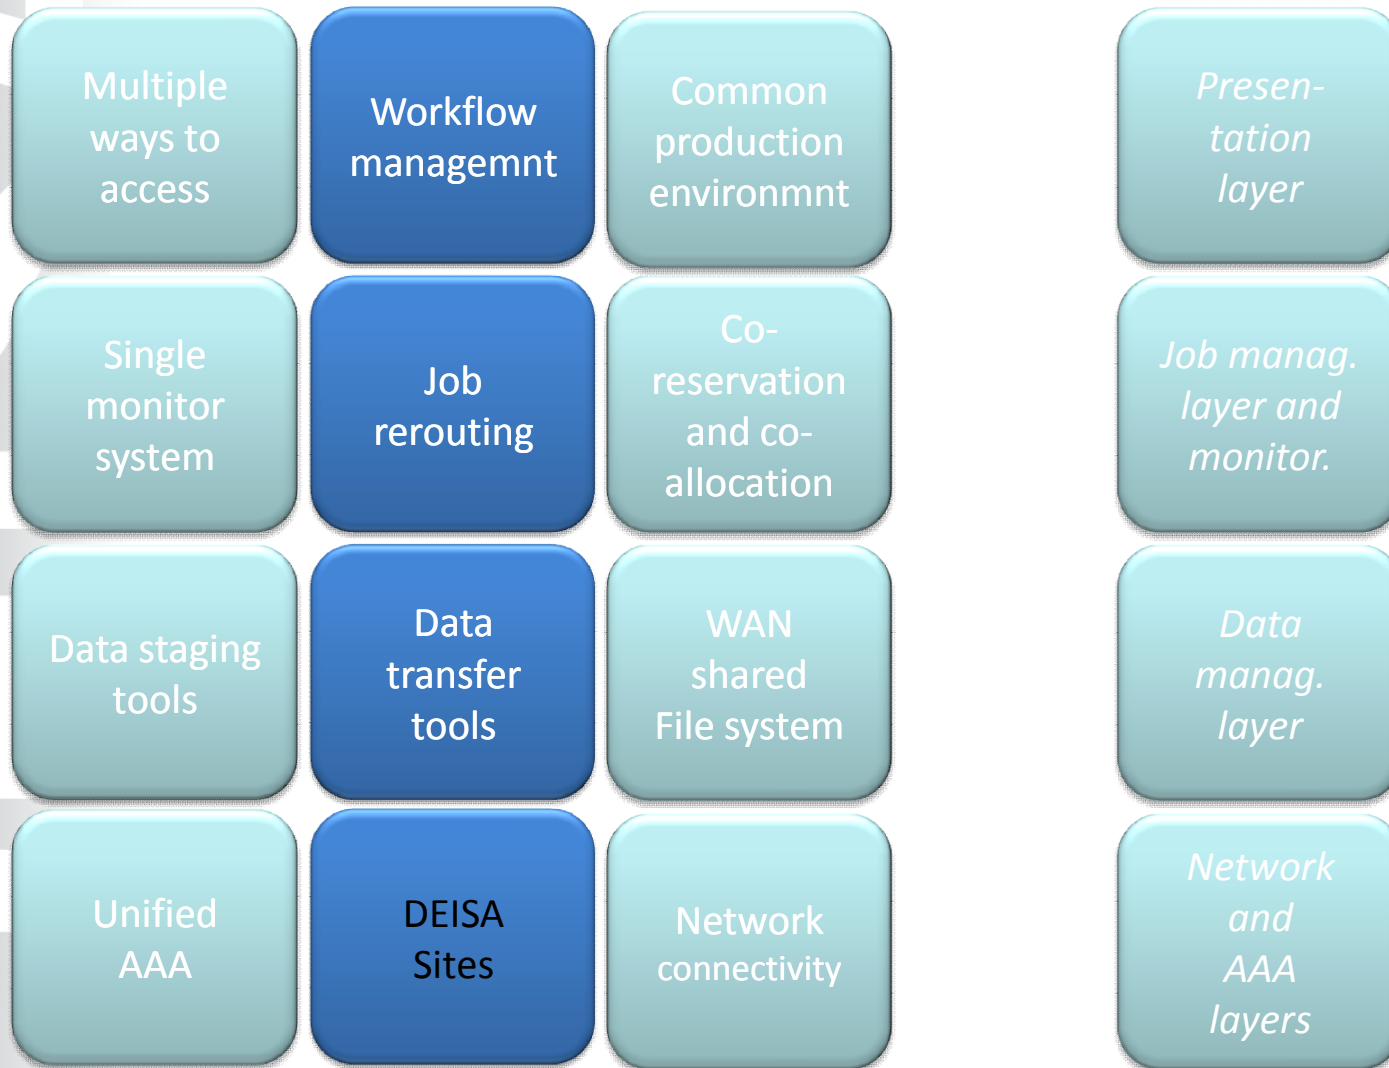 Multiple
ways to
access
Workflow
managemnt
Common
production
environmnt
Presen-
tation
layer
Single
monitor
system
Job
rerouting
Co-
reservation
and co-
allocation
Job manag.
layer and
monitor.
Data staging
tools
Data
transfer
tools
WAN
shared
File system
Data
manag.
layer
Unified
AAA
DEISA
Sites
Network
connectivity
Network
and
AAA
layers